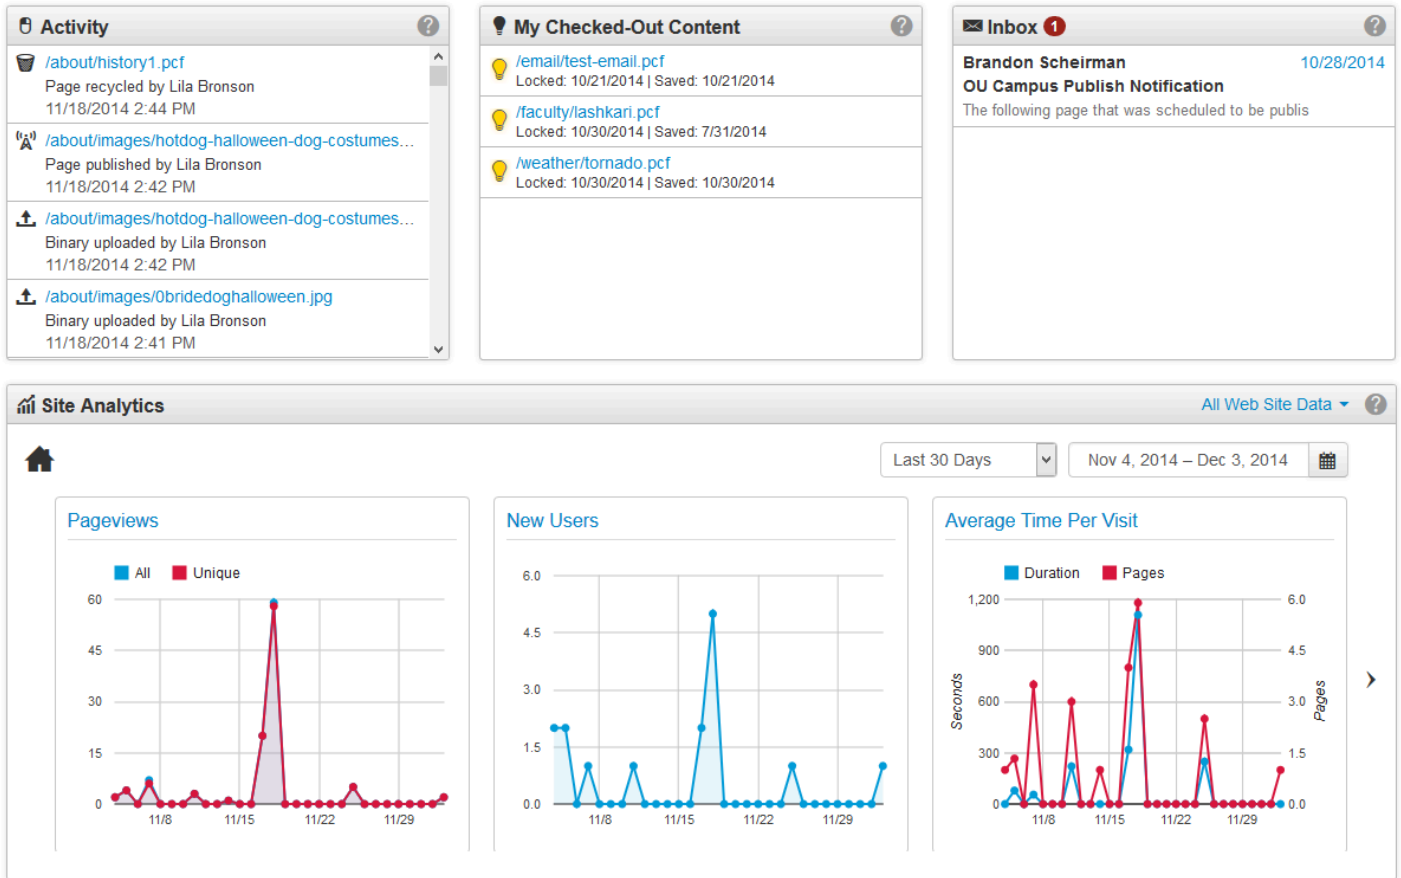 Activity
/about/history1.pcf
Page recycled by Lila Bronson
11/18/2014 2:44 PM
/about/images/hotdog-halloween-dog-costumes...
Page published by Lila Bronson
11/18/2014 2:42 PM
/about/images/hotdog-halloween-dog-costumes...
Binary uploaded by Lila Bronson
11/18/2014 2:42 PM
/about/images/0bridedoghalloween.jpg
Binary uploaded by Lila Bronson
11/18/2014 2:41 PM
My Checked-Out Content
/email/test-email.pcf
Locked: 10/21/2014 | Saved: 10/21/2014
/faculty/lashkari.pcf
Locked: 10/30/2014 | Saved: 7/31/2014
/weather/tornado.pcf
Locked: 10/30/2014 | Saved: 10/30/2014
Inbox 1
Brandon Scheirman 10/28/2014
OU Campus Publish Notification
The following page that was scheduled to be publis
Site Analytics
All Web Site Data
Last 30 Days
Nov 4, 2014 – Dec 3, 2014
Pageviews
All Unique
60
45
30
15
0
11/8 11/15 11/22 11/29
New Users
6.0
4.5
3.0
1.5
0.0
11/8 11/15 11/22 11/29
Average Time Per Visit
Duration Pages
1,200 6.0
900 4.5
600 3.0
300 1.5
0 0.0
Seconds
Pages
11/8 11/15 11/22 11/29